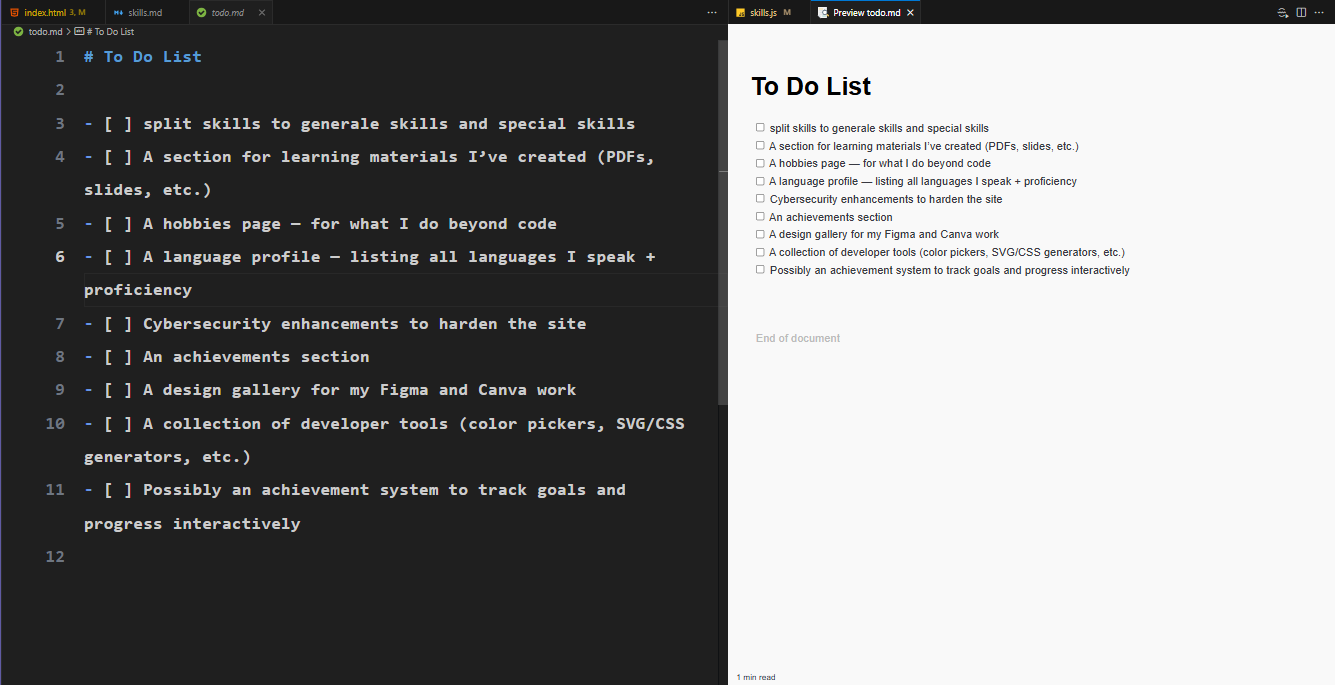 index.html 3, M
skills.md
todo.md
todo.md > # To Do List
1 # To Do List
2
3 - [ ] split skills to generale skills and special skills
4 - [ ] A section for learning materials I’ve created (PDFs,
slides, etc.)
5 - [ ] A hobbies page — for what I do beyond code
6 - [ ] A language profile — listing all languages I speak +
proficiency
7 - [ ] Cybersecurity enhancements to harden the site
8 - [ ] An achievements section
9 - [ ] A design gallery for my Figma and Canva work
10 - [ ] A collection of developer tools (color pickers, SVG/CSS
generators, etc.)
11 - [ ] Possibly an achievement system to track goals and
progress interactively
12
skills.js M
Preview todo.md
To Do List
split skills to generale skills and special skills
A section for learning materials I’ve created (PDFs, slides, etc.)
A hobbies page — for what I do beyond code
A language profile — listing all languages I speak + proficiency
Cybersecurity enhancements to harden the site
An achievements section
A design gallery for my Figma and Canva work
A collection of developer tools (color pickers, SVG/CSS generators, etc.)
Possibly an achievement system to track goals and progress interactively
End of document
1 min read